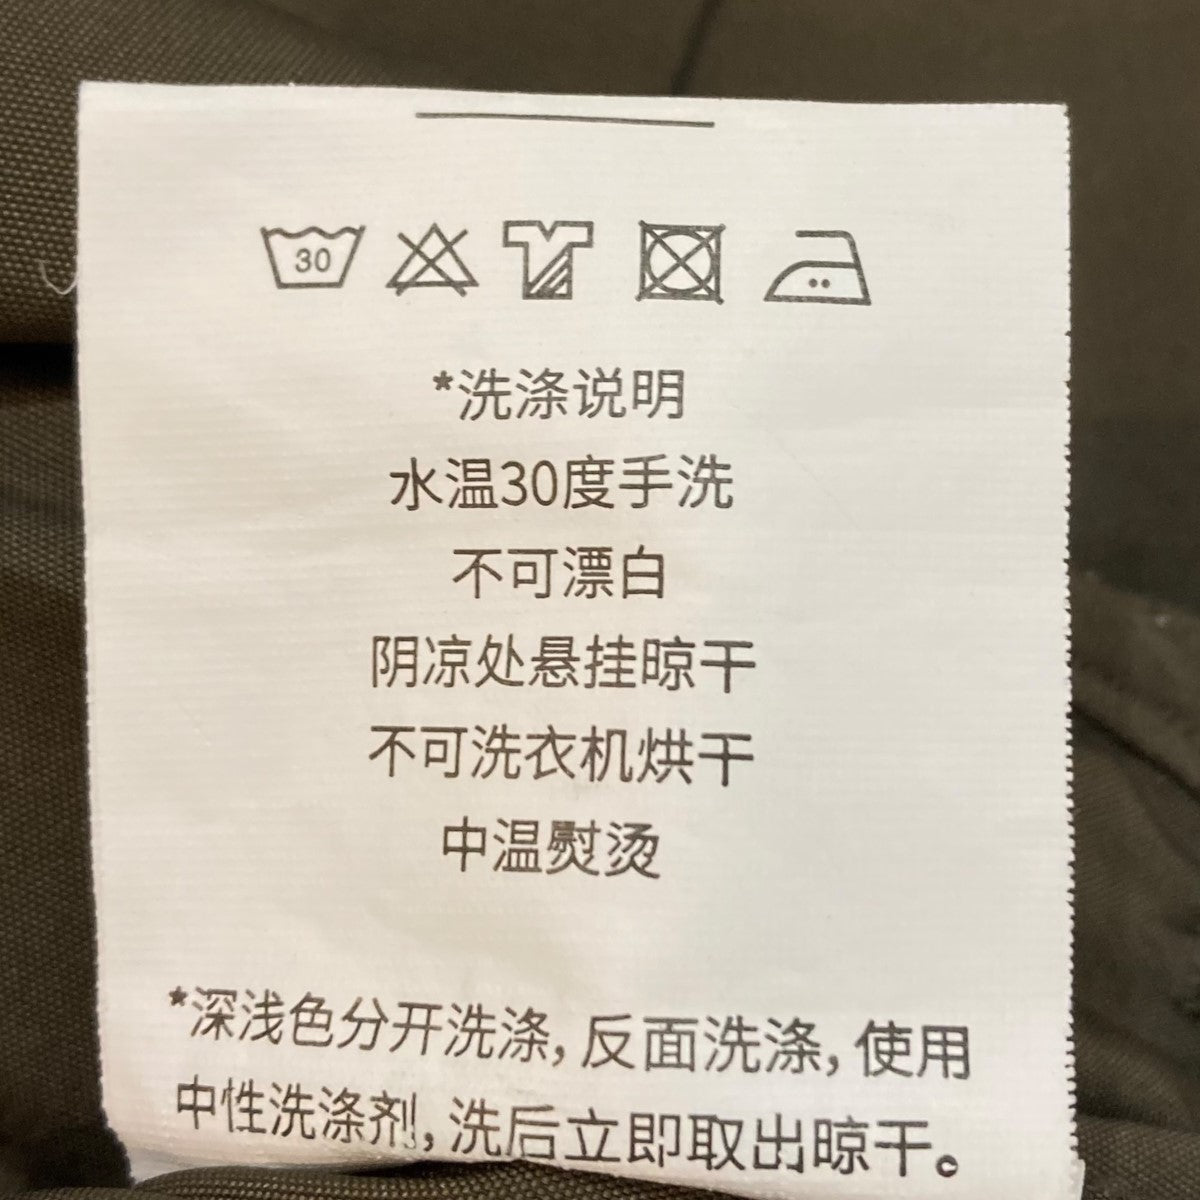 30
*洗涤说明
水温30度手洗
不可漂白
阴凉处悬挂晾干
不可洗衣机烘干
中温熨烫
*深浅色分开洗涤,反面洗涤,使用
中性洗涤剂,洗后立即取出晾干。